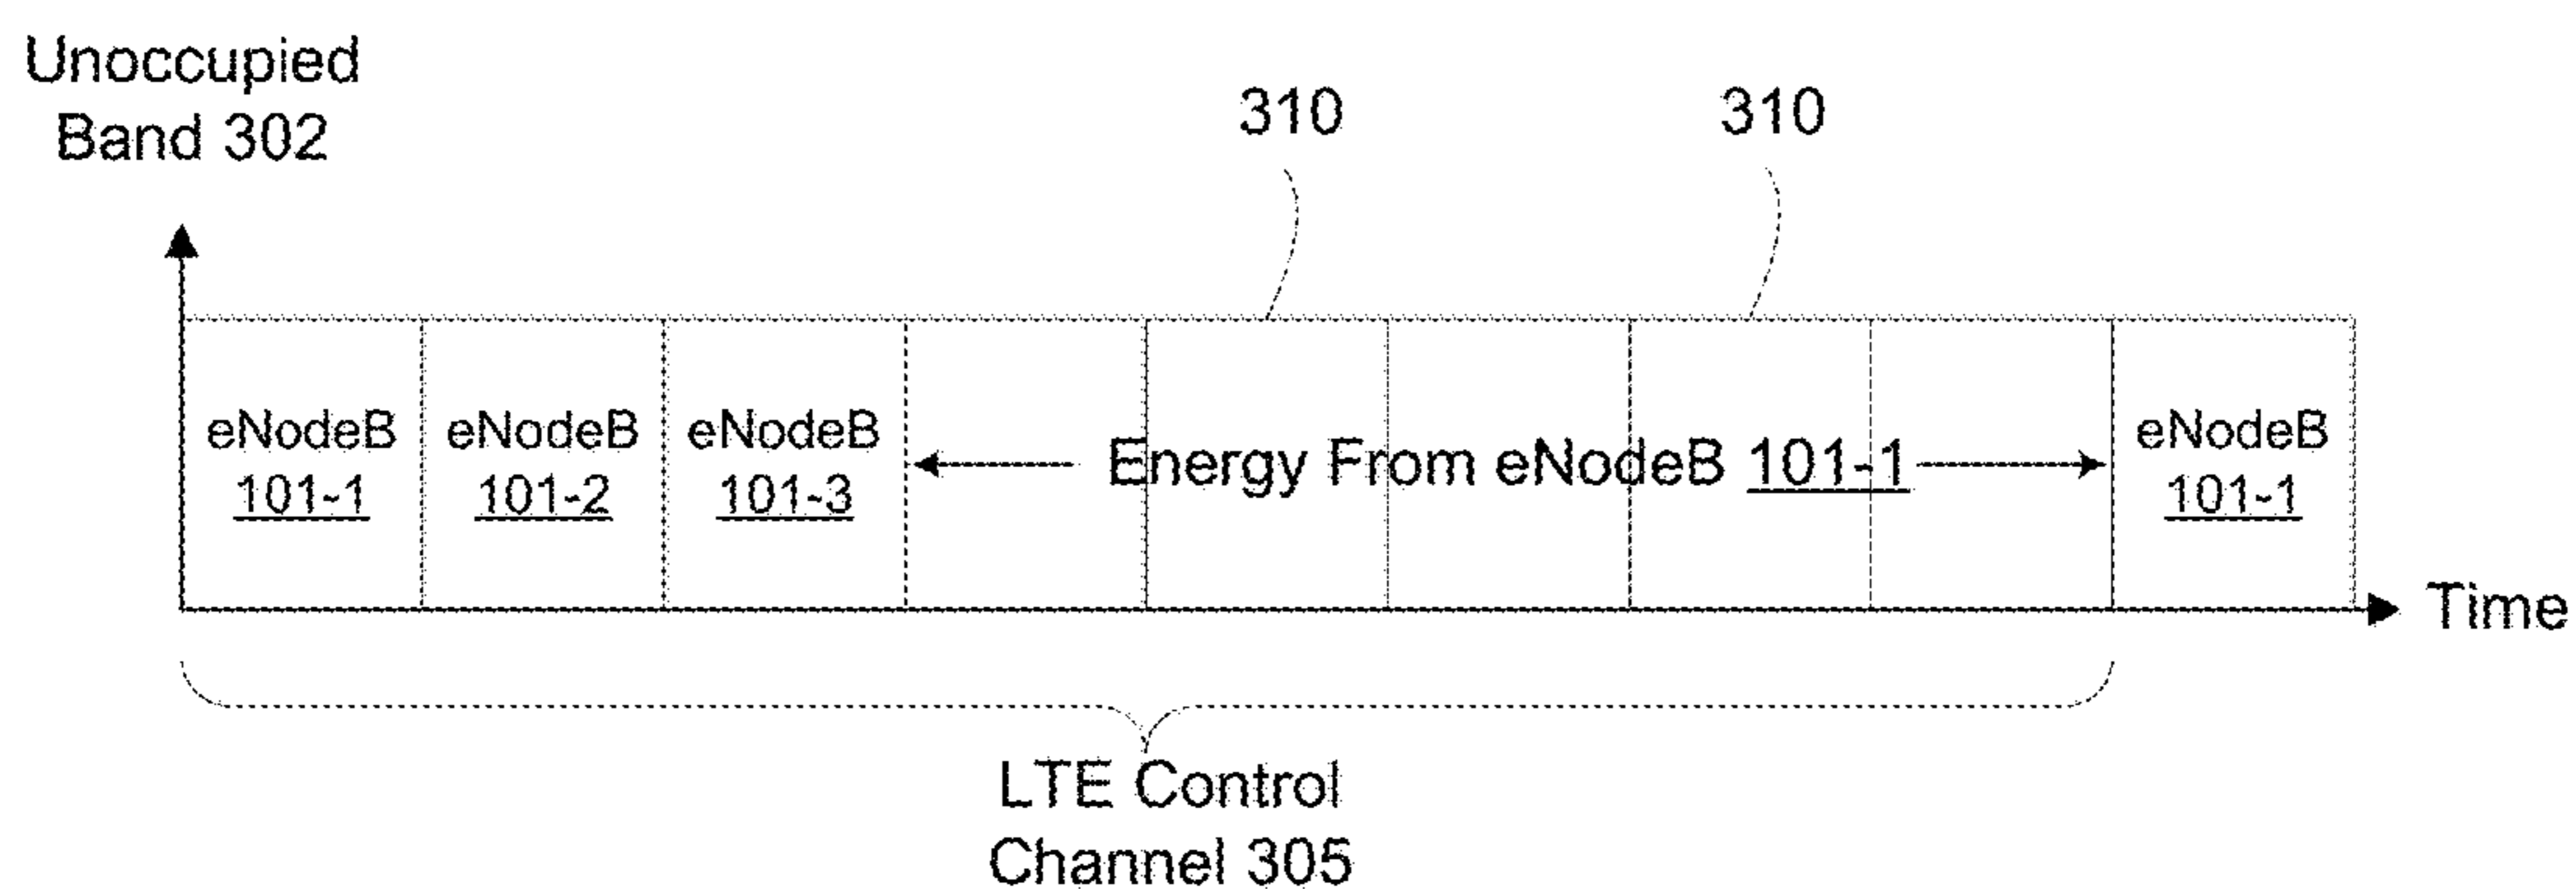 Unoccupied
Band 302
310
310
eNodeB
101-1
eNodeB
101-2
eNodeB
101-3
Energy From eNodeB 101-1
eNodeB
101-1
Time
LTE Control
Channel 305